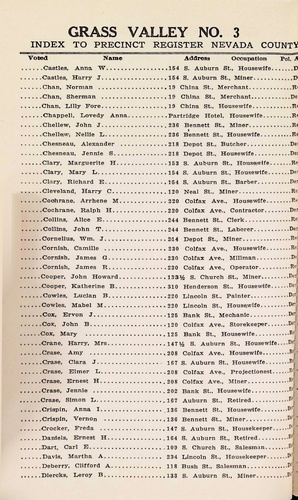 GRASS VALLEY NO. 3
INDEX TO PRECINCT REGISTER NEVADA COUNTY
Voted Name Address Occupation Pol. A
Castles, Anna W 154 S. Auburn St., Housewife
Castles, Harry J 154 S. Auburn St., Miner
Chan, Norman 19 China St., Merchant
Chan, Sherman 19 China St., Merchant
Chan, Lilly Fore 19 China St., Housewife
Chappell, Lovedy Anna Partridge Hotel, Housewife
Chellew, John J 236 Bennett St., Miner
Chellew, Nellie L 236 Bennett St., Housewife
Chesneau, Alexander 218 Depot St., Butcher
Chesneau, Jennie S 218 Depot St., Housewife
Clary, Marguerite H 152 S. Auburn St., Housewife
Clary, Mary L 154 S. Auburn St., Housewife
Clary, Richard E 154 S. Auburn St., Barber
Cleveland, Harry C 120 Neal St., Miner
Cochrane, Arrhene M 220 Colfax Ave., Housewife
Cochrane, Ralph H 220 Colfax Ave., Contractor
Collins, Alice E 244 Bennett St., Clerk
Collins, John T 244 Bennett St., Laborer
Cornelius, Wm. J 264 Depot St., Miner
Cornish, Camille 230 Colfax Ave., Housewife
Cornish, James G 220 Colfax Ave., Millman
Cornish, James R 220 Colfax Ave., Operator
Cooper, John Howard 133½ S. Church St., Miner
Cooper, Katherine B 310 Henderson St., Housewife
Cowles, Lucian B 220 Lincoln St., Painter
Cowles, Mabel M 220 Lincoln St., Housewife
Cox, Ervon J 125 Bank St., Mechanic
Cox, John B 120 Colfax Ave., Storekeeper
Cox, Mary 125 Bank St., Housewife
Crane, Harry, Mrs 147½ S. Auburn St., Housewife
Crase, Amy 208 Colfax Ave., Housewife
Crase, Clara J 167 S. Auburn St., Housewife
Crase, Elmer L 208 Colfax Ave., Projectionest
Crase, Ernest H 208 Colfax Ave., Miner
Crase, Jennie 202 Bank St., Housewife
Crase, Simon L 167 Auburn St., Retired
Crispin, Anna I 136 Bennett St., Housewife
Crispin, Vernon 136 Bennett St., Miner
Crocker, Freda 147 S. Auburn St., Housekeeper
Daniels, Ernest H 164 S. Auburn St., Retired
Dart, Carl E 109 S. Church St., Salesman
Davis, Martha A 234 Lincoln St., Housekeeper
Deberry, Clifford A 118 Bush St., Salesman
Diercks, Leroy B 133 S. Auburn St., Miner